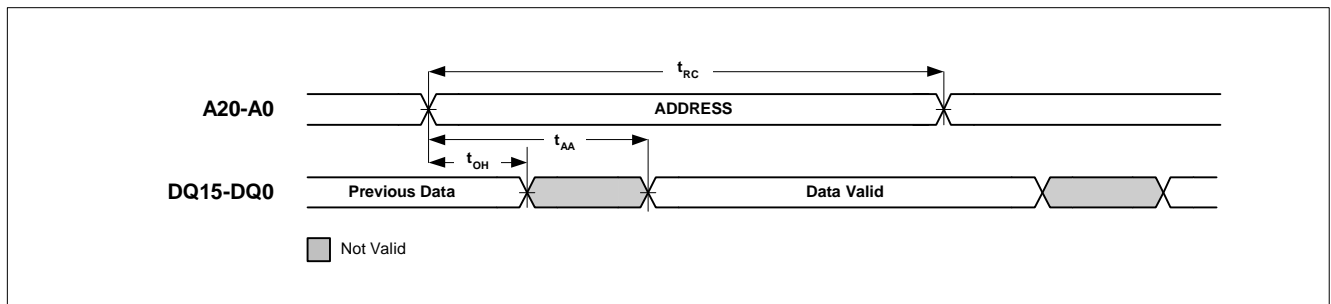 tRC
A20-A0
ADDRESS
tAA
tOH
DQ15-DQ0
Previous Data
Data Valid
Not Valid